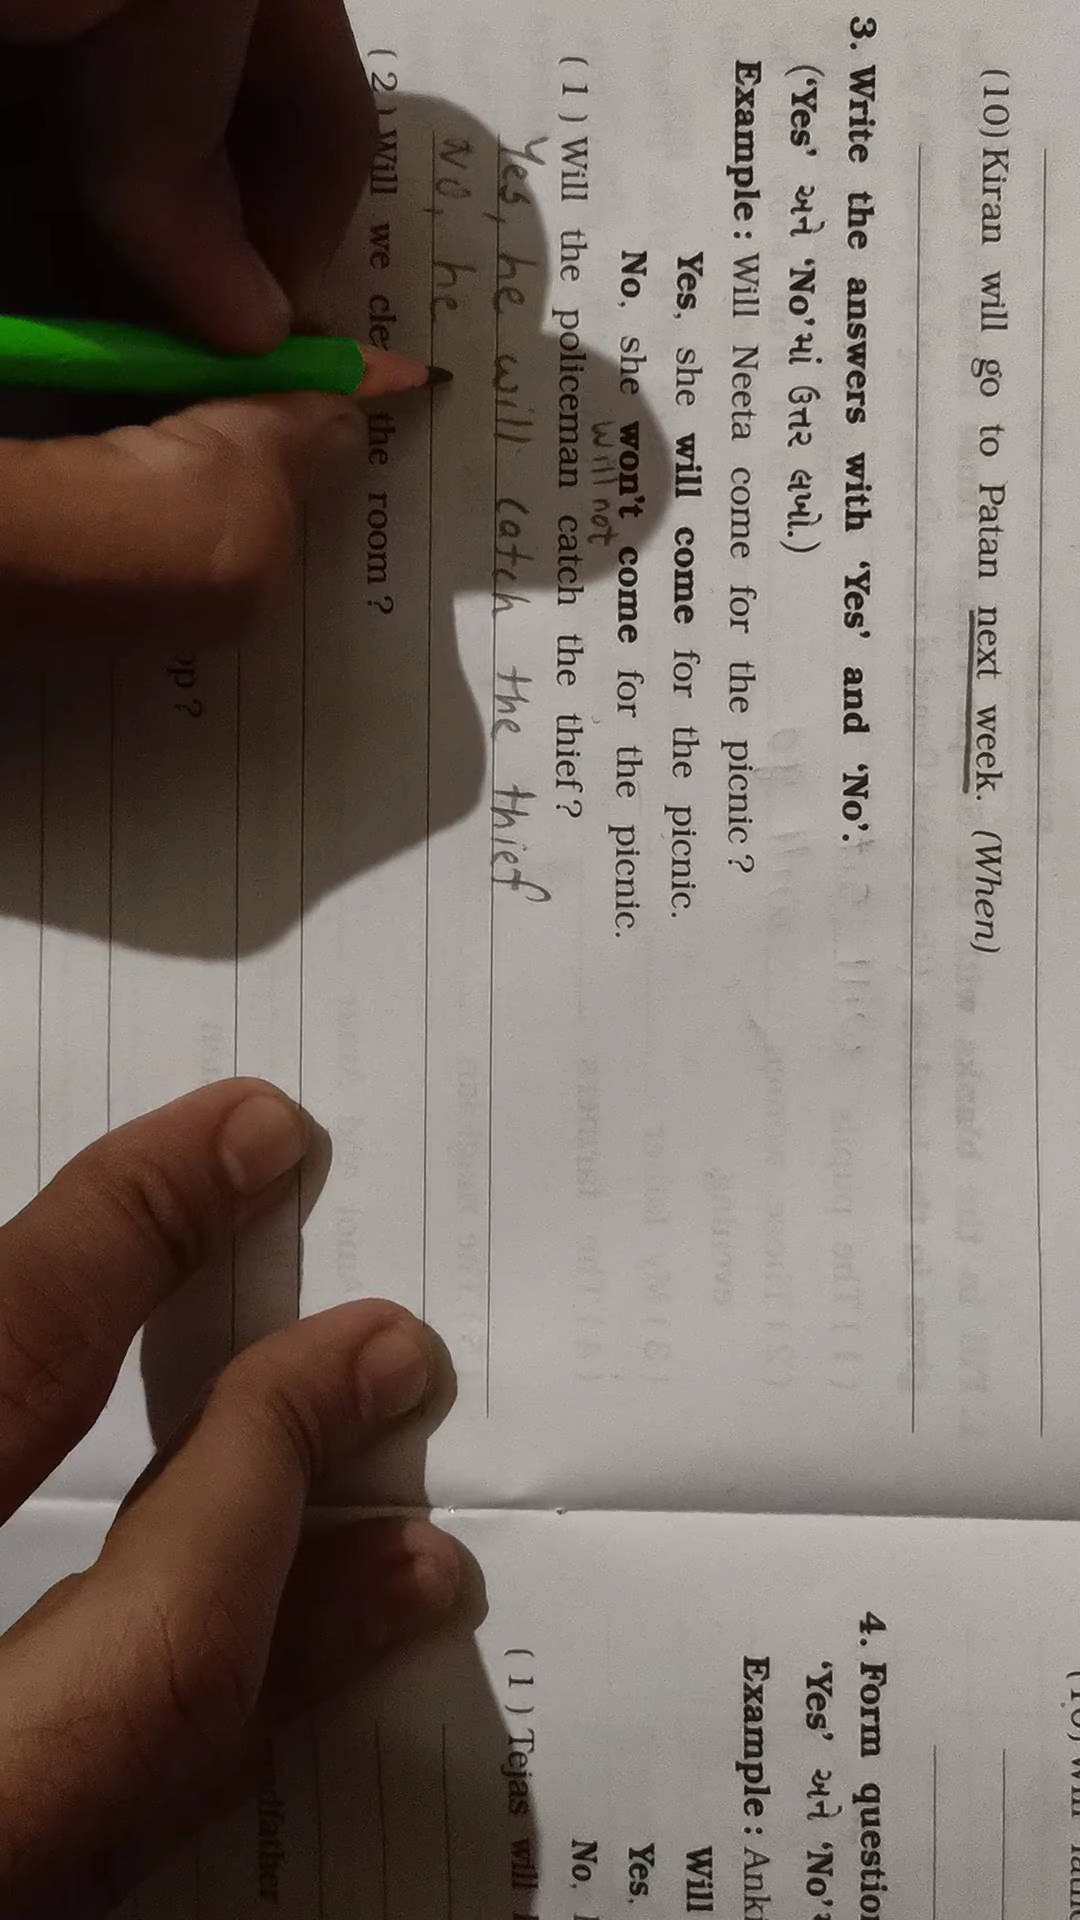 (10) Kiran will go to Patan next week. (When)
3. Write the answers with 'Yes' and 'No'.
('Yes' અને 'No'માં ઉત્તર લખો.)
Example : Will Neeta come for the picnic ?
Yes, she will come for the picnic.
No, she won't come for the picnic.
will not
( 1 ) Will the policeman catch the thief ?
Yes, he will catch the thief
No, he
( 2 ) Will we the room ?
4. Form
'Yes' અને
Example :
Will
Yes,
No,
( 1 ) Tejas will